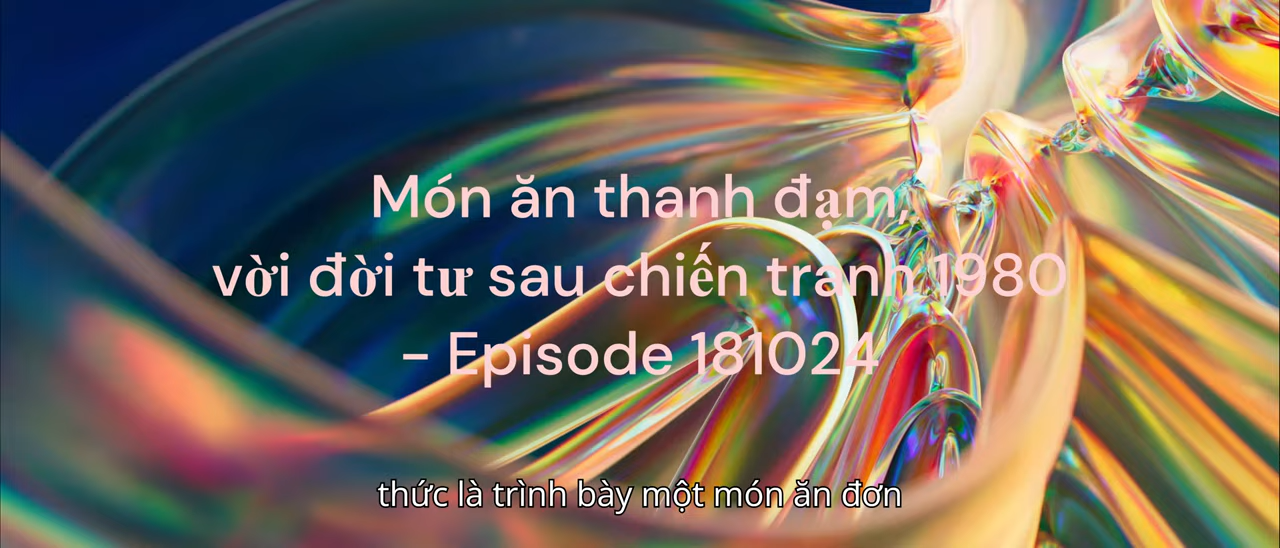 Món ăn thanh đạm,
vời đời tư sau chiến tranh 1980
- Episode 181024
thức là trình bày một món ăn đơn